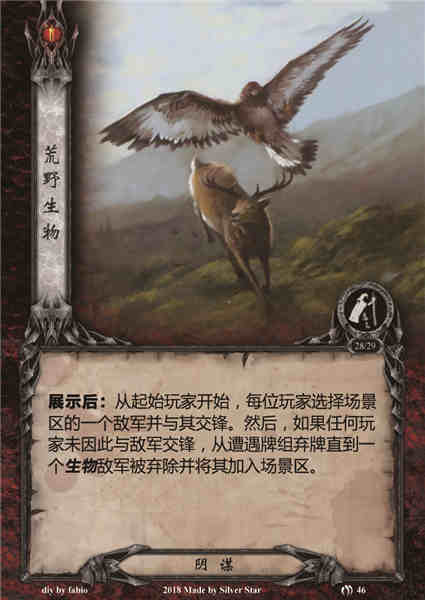 荒野生物
28/29
展示后：从起始玩家开始，每位玩家选择场景
区的一个敌军并与其交锋。然后，如果任何玩
家未因此与敌军交锋，从遭遇牌组弃牌直到一
个生物敌军被弃除并将其加入场景区。
阴谋
diy by fabio
2018 Made by Silver Star
46